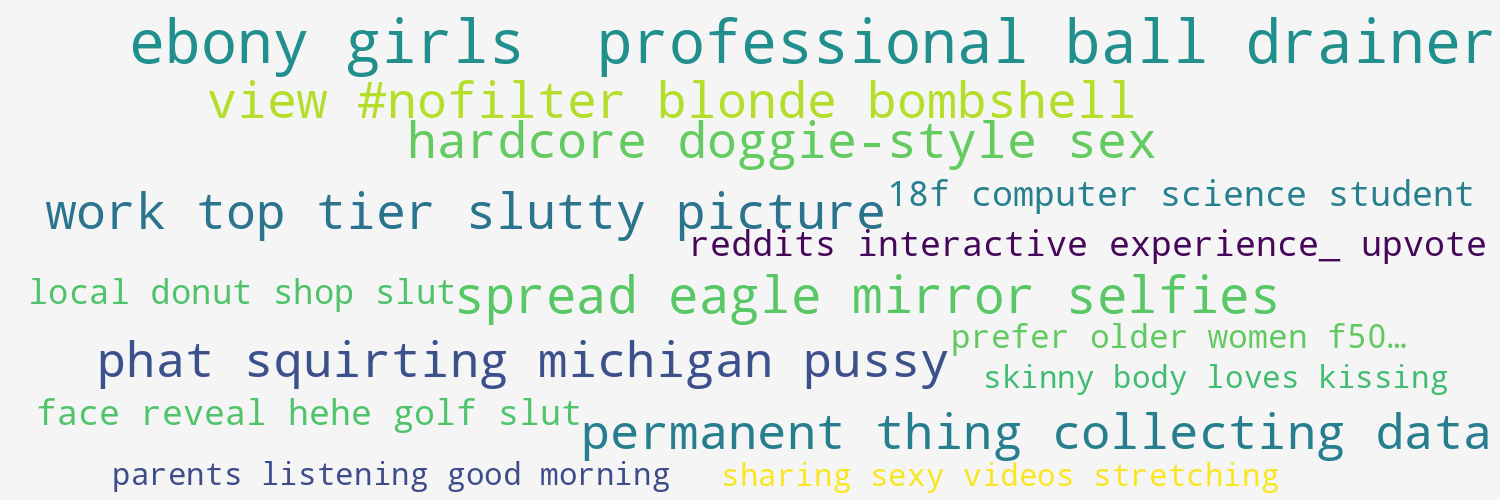 ebony girls professional ball drainer
view #nofilter blonde bombshell
hardcore doggie-style sex
work top tier slutty picture
18f computer science student
reddits interactive experience_ upvote
local donut shop slut
spread eagle mirror selfies
prefer older women f50…
phat squirting michigan pussy
skinny body loves kissing
face reveal hehe golf slut
permanent thing collecting data
parents listening good morning
sharing sexy videos stretching